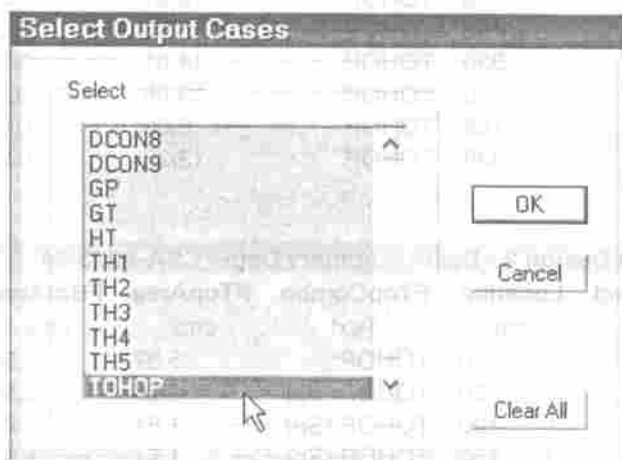 Select Output Cases
Select
DCON8
DCON9
GP
GT
HT
TH1
TH2
TH3
TH4
TH5
TOHOP
OK
Cancel
Clear All